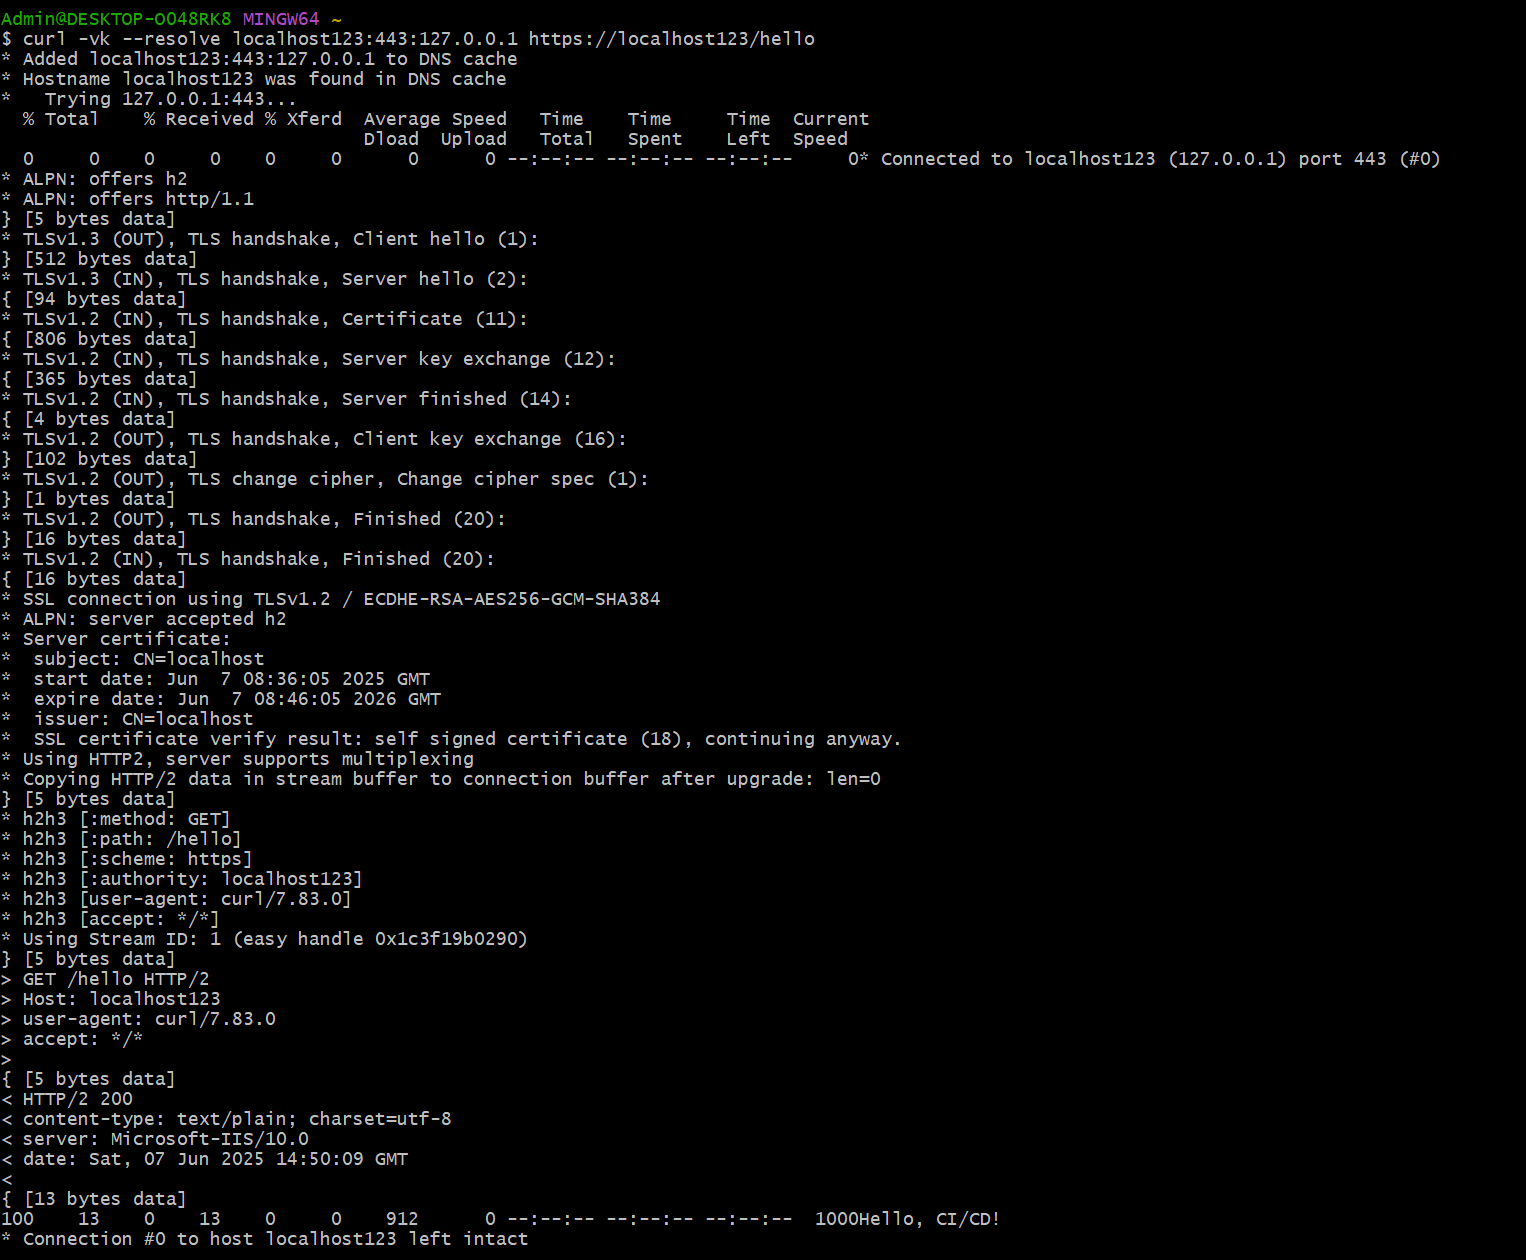 Admin@DESKTOP-OO48RK8 MINGW64 ~
$ curl -vk --resolve localhost123:443:127.0.0.1 https://localhost123/hello
* Added localhost123:443:127.0.0.1 to DNS cache
* Hostname localhost123 was found in DNS cache
*   Trying 127.0.0.1:443...
  % Total    % Received % Xferd  Average Speed   Time    Time     Time  Current
                                 Dload  Upload   Total   Spent    Left  Speed
  0     0    0     0    0     0      0      0 --:--:-- --:--:-- --:--:--     0* Connected to localhost123 (127.0.0.1) port 443 (#0)
* ALPN: offers h2
* ALPN: offers http/1.1
} [5 bytes data]
* TLSv1.3 (OUT), TLS handshake, Client hello (1):
} [512 bytes data]
* TLSv1.3 (IN), TLS handshake, Server hello (2):
{ [94 bytes data]
* TLSv1.2 (IN), TLS handshake, Certificate (11):
{ [806 bytes data]
* TLSv1.2 (IN), TLS handshake, Server key exchange (12):
{ [365 bytes data]
* TLSv1.2 (IN), TLS handshake, Server finished (14):
{ [4 bytes data]
* TLSv1.2 (OUT), TLS handshake, Client key exchange (16):
} [102 bytes data]
* TLSv1.2 (OUT), TLS change cipher, Change cipher spec (1):
} [1 bytes data]
* TLSv1.2 (OUT), TLS handshake, Finished (20):
} [16 bytes data]
* TLSv1.2 (IN), TLS handshake, Finished (20):
{ [16 bytes data]
* SSL connection using TLSv1.2 / ECDHE-RSA-AES256-GCM-SHA384
* ALPN: server accepted h2
* Server certificate:
*  subject: CN=localhost
*  start date: Jun  7 08:36:05 2025 GMT
*  expire date: Jun  7 08:46:05 2026 GMT
*  issuer: CN=localhost
*  SSL certificate verify result: self signed certificate (18), continuing anyway.
* Using HTTP2, server supports multiplexing
* Copying HTTP/2 data in stream buffer to connection buffer after upgrade: len=0
} [5 bytes data]
* h2h3 [:method: GET]
* h2h3 [:path: /hello]
* h2h3 [:scheme: https]
* h2h3 [:authority: localhost123]
* h2h3 [user-agent: curl/7.83.0]
* h2h3 [accept: */*]
* Using Stream ID: 1 (easy handle 0x1c3f19b0290)
} [5 bytes data]
> GET /hello HTTP/2
> Host: localhost123
> user-agent: curl/7.83.0
> accept: */*
>
{ [5 bytes data]
< HTTP/2 200
< content-type: text/plain; charset=utf-8
< server: Microsoft-IIS/10.0
< date: Sat, 07 Jun 2025 14:50:09 GMT
<
{ [13 bytes data]
100    13    0    13    0     0    912      0 --:--:-- --:--:-- --:--:--  1000Hello, CI/CD!
* Connection #0 to host localhost123 left intact